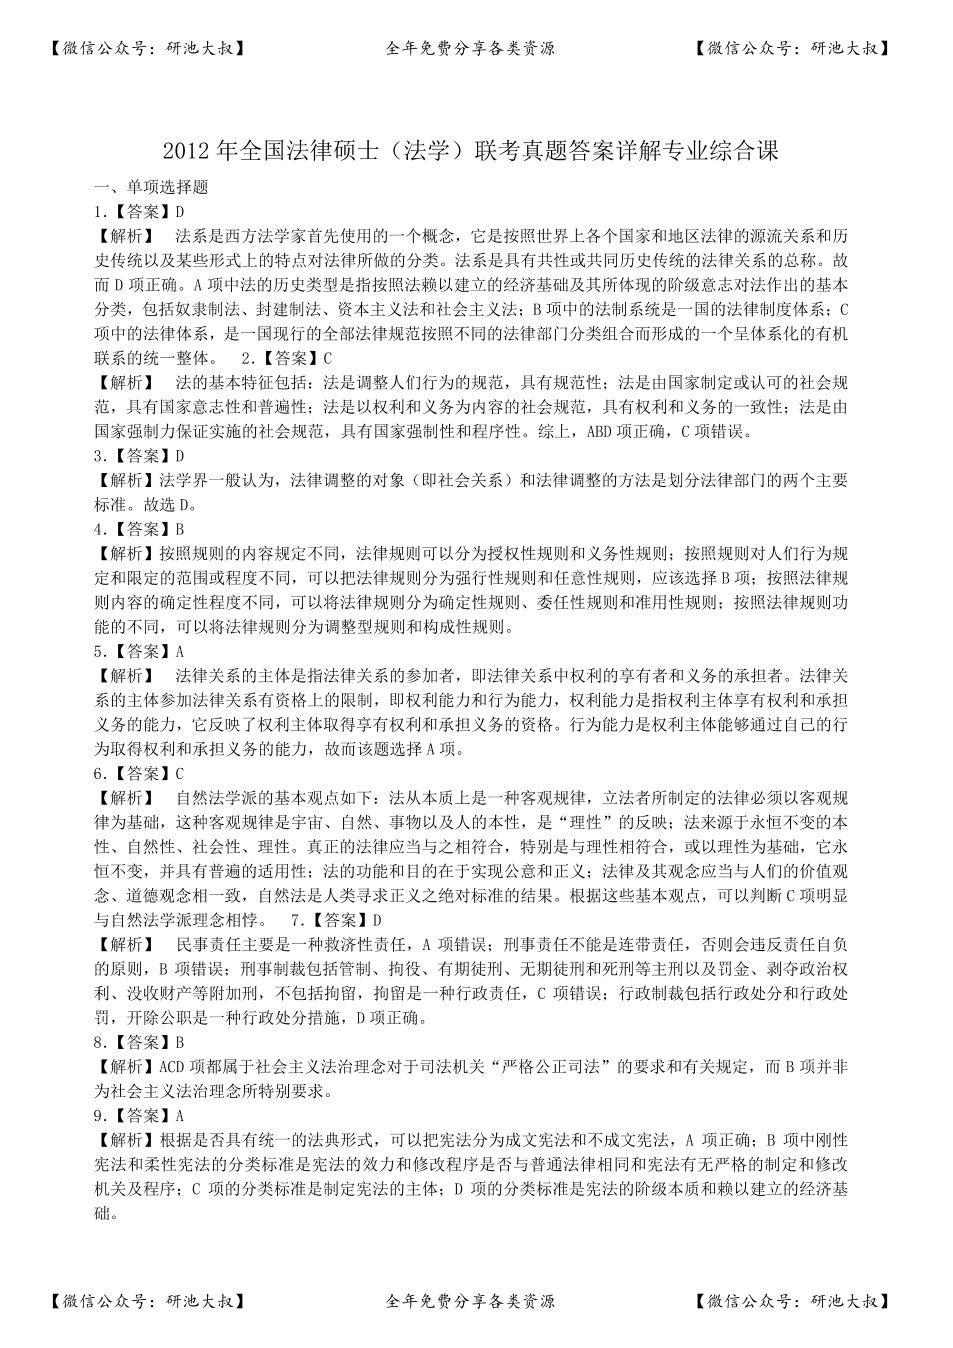 【微信公众号：研池大叔】 全年免费分享各类资源 【微信公众号：研池大叔】
2012 年全国法律硕士（法学）联考真题答案详解专业综合课
一、单项选择题
1.【答案】D
【解析】 法系是西方法学家首先使用的一个概念，它是按照世界上各个国家和地区法律的源流关系和历
史传统以及某些形式上的特点对法律所做的分类。法系是具有共性或共同历史传统的法律关系的总称。故
而 D 项正确。A 项中法的历史类型是指按照法赖以建立的经济基础及其所体现的阶级意志对法作出的基本
分类，包括奴隶制法、封建制法、资本主义法和社会主义法；B 项中的法制系统是一国的法律制度体系；C
项中的法律体系，是一国现行的全部法律规范按照不同的法律部门分类组合而形成的一个呈体系化的有机
联系的统一整体。 2.【答案】C
【解析】 法的基本特征包括：法是调整人们行为的规范，具有规范性；法是由国家制定或认可的社会规
范，具有国家意志性和普遍性；法是以权利和义务为内容的社会规范，具有权利和义务的一致性；法是由
国家强制力保证实施的社会规范，具有国家强制性和程序性。综上，ABD 项正确，C 项错误。
3.【答案】D
【解析】法学界一般认为，法律调整的对象（即社会关系）和法律调整的方法是划分法律部门的两个主要
标准。故选 D。
4.【答案】B
【解析】按照规则的内容规定不同，法律规则可以分为授权性规则和义务性规则；按照规则对人们行为规
定和限定的范围或程度不同，可以把法律规则分为强行性规则和任意性规则，应该选择 B 项；按照法律规
则内容的确定性程度不同，可以将法律规则分为确定性规则、委任性规则和准用性规则；按照法律规则功
能的不同，可以将法律规则分为调整型规则和构成性规则。
5.【答案】A
【解析】 法律关系的主体是指法律关系的参加者，即法律关系中权利的享有者和义务的承担者。法律关
系的主体参加法律关系有资格上的限制，即权利能力和行为能力，权利能力是指权利主体享有权利和承担
义务的能力，它反映了权利主体取得享有权利和承担义务的资格。行为能力是权利主体能够通过自己的行
为取得权利和承担义务的能力，故而该题选择 A 项。
6.【答案】C
【解析】 自然法学派的基本观点如下：法从本质上是一种客观规律，立法者所制定的法律必须以客观规
律为基础，这种客观规律是宇宙、自然、事物以及人的本性，是“理性”的反映；法来源于永恒不变的本
性、自然性、社会性、理性。真正的法律应当与之相符合，特别是与理性相符合，或以理性为基础，它永
恒不变，并具有普遍的适用性；法的功能和目的在于实现公意和正义；法律及其观念应当与人们的价值观
念、道德观念相一致，自然法是人类寻求正义之绝对标准的结果。根据这些基本观点，可以判断 C 项明显
与自然法学派理念相悖。 7.【答案】D
【解析】 民事责任主要是一种救济性责任，A 项错误；刑事责任不能是连带责任，否则会违反责任自负
的原则，B 项错误；刑事制裁包括管制、拘役、有期徒刑、无期徒刑和死刑等主刑以及罚金、剥夺政治权
利、没收财产等附加刑，不包括拘留，拘留是一种行政责任，C 项错误；行政制裁包括行政处分和行政处
罚，开除公职是一种行政处分措施，D 项正确。
8.【答案】B
【解析】ACD 项都属于社会主义法治理念对于司法机关“严格公正司法”的要求和有关规定，而 B 项并非
为社会主义法治理念所特别要求。
9.【答案】A
【解析】根据是否具有统一的法典形式，可以把宪法分为成文宪法和不成文宪法，A 项正确；B 项中刚性
宪法和柔性宪法的分类标准是宪法的效力和修改程序是否与普通法律相同和宪法有无严格的制定和修改
机关及程序；C 项的分类标准是制定宪法的主体；D 项的分类标准是宪法的阶级本质和赖以建立的经济基
础。
【微信公众号：研池大叔】 全年免费分享各类资源 【微信公众号：研池大叔】